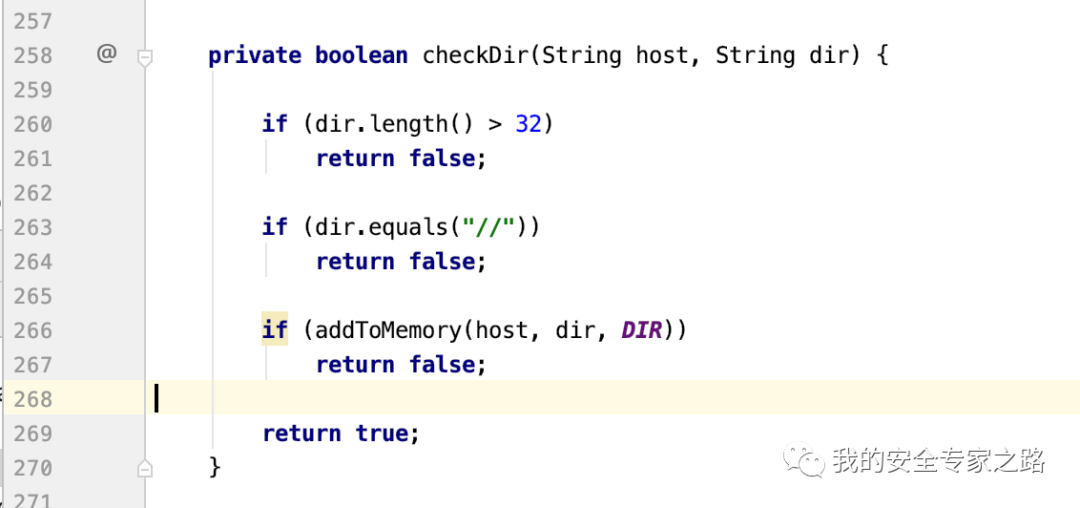 257
258 @ private boolean checkDir(String host, String dir) {
259
260 if (dir.length() > 32)
261 return false;
262
263 if (dir.equals("//"))
264 return false;
265
266 if (addToMemory(host, dir, DIR))
267 return false;
268
269 return true;
270 }
271
我的安全专家之路